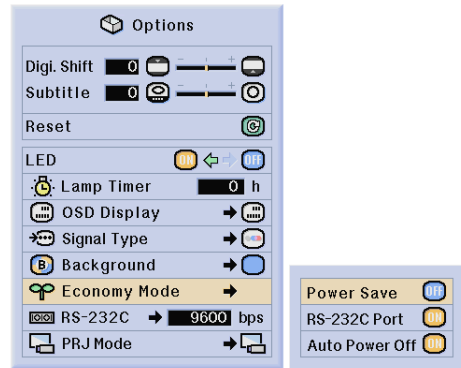 Options
Digi. Shift 0
Subtitle 0
Reset
LED ON OFF
Lamp Timer 0 h
OSD Display
Signal Type
B Background
Economy Mode
RS-232C 9600 bps
PRJ Mode
Power Save OFF
RS-232C Port ON
Auto Power Off ON